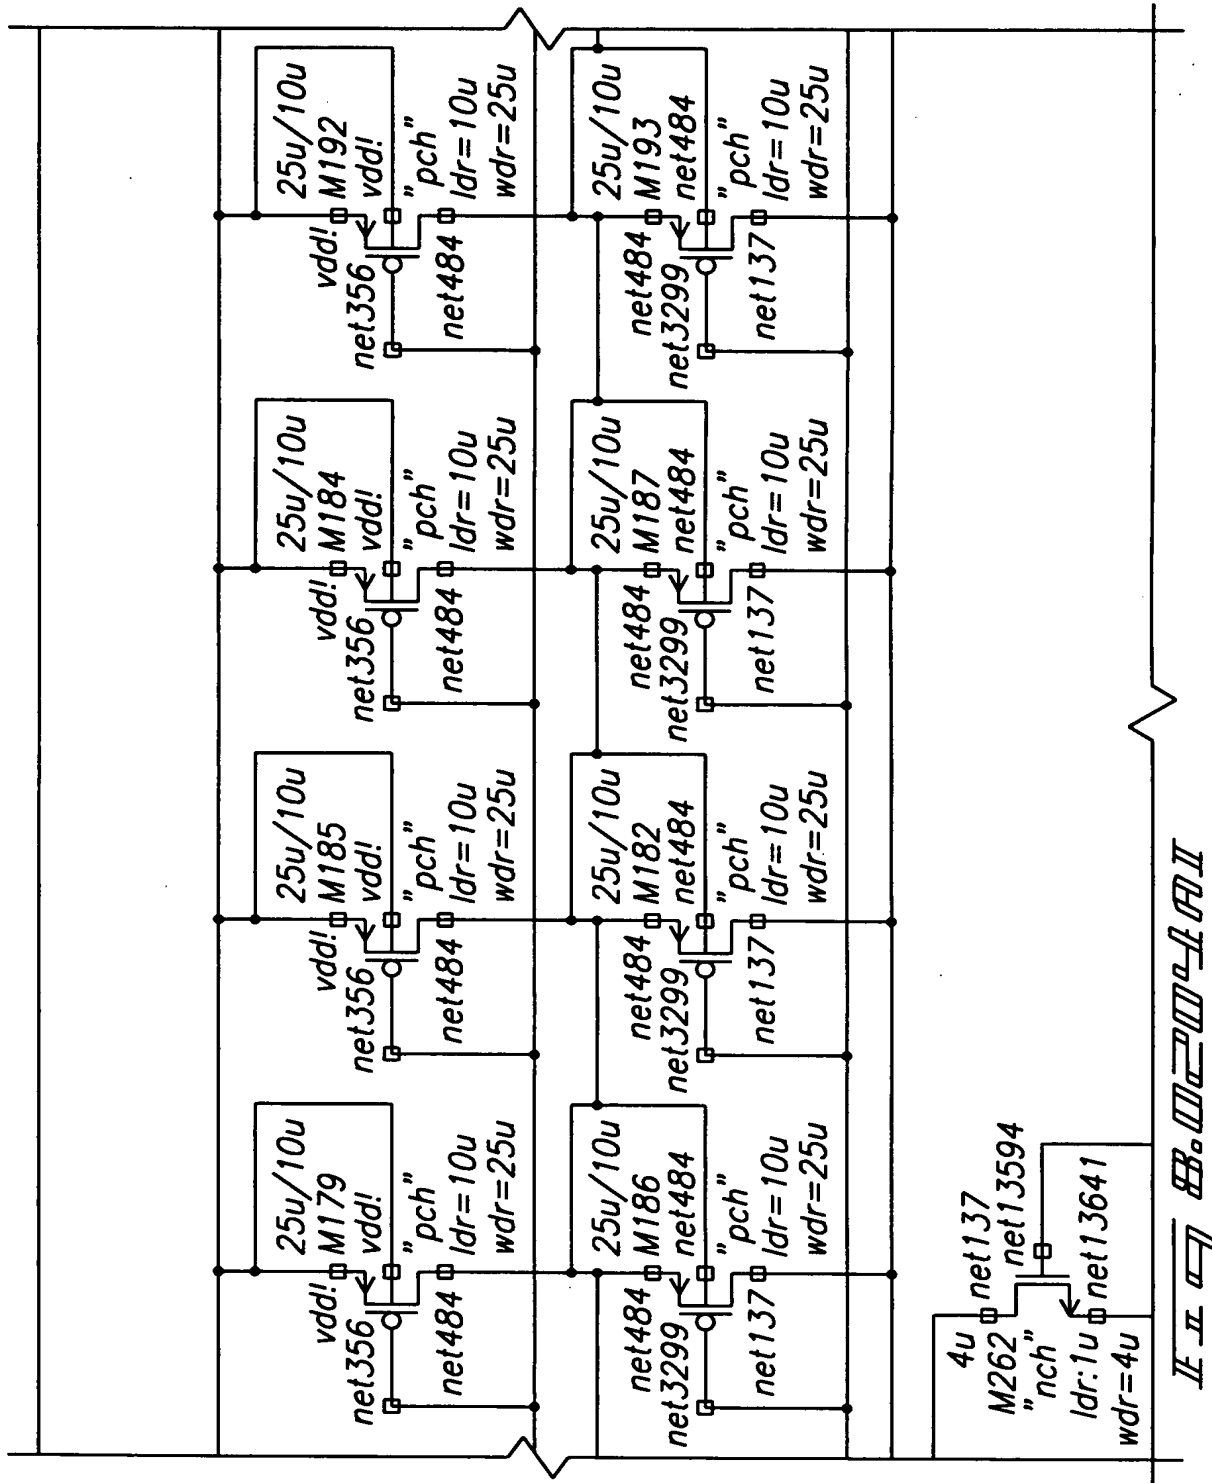 25u/10u
M179
vdd!
"pch"
ldr=10u
wdr=25u
vdd!
net356
net484
25u/10u
M185
vdd!
"pch"
ldr=10u
wdr=25u
vdd!
net356
net484
25u/10u
M184
vdd!
"pch"
ldr=10u
wdr=25u
vdd!
net356
net484
25u/10u
M192
vdd!
"pch"
ldr=10u
wdr=25u
vdd!
net356
net484
25u/10u
M186
net484
"pch"
ldr=10u
wdr=25u
net484
net3299
net137
25u/10u
M182
net484
"pch"
ldr=10u
wdr=25u
net484
net3299
net137
25u/10u
M187
net484
"pch"
ldr=10u
wdr=25u
net484
net3299
net137
25u/10u
M193
net484
"pch"
ldr=10u
wdr=25u
net484
net3299
net137
4u
M262
"nch"
ldr:1u
wdr=4u
net137
net13594
net13641
FIG. 8.0204AII